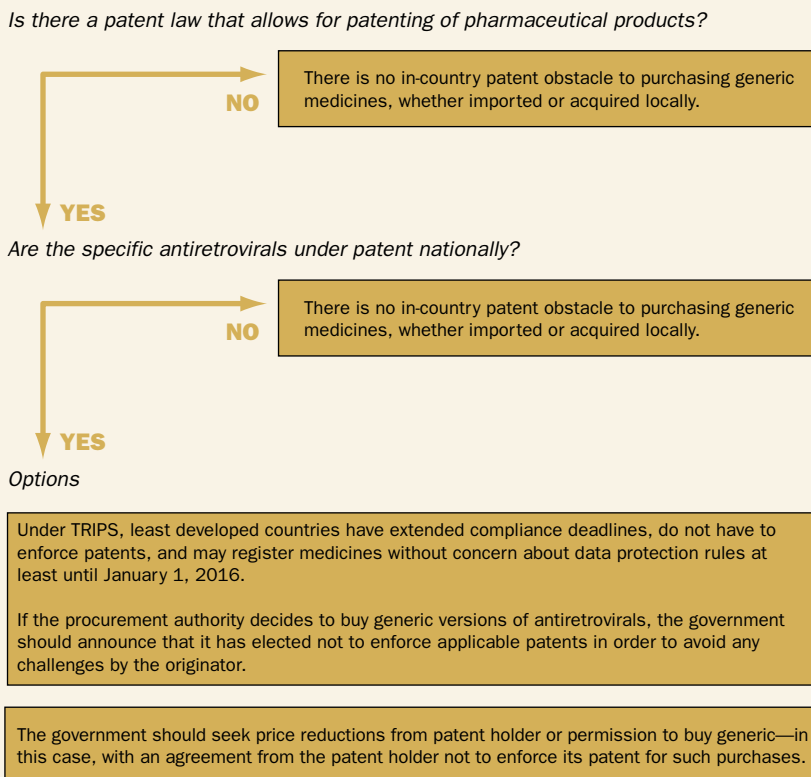 Is there a patent law that allows for patenting of pharmaceutical products?
There is no in-country patent obstacle to purchasing generic
medicines, whether imported or acquired locally.
NO
YES
Are the specific antiretrovirals under patent nationally?
There is no in-country patent obstacle to purchasing generic
medicines, whether imported or acquired locally.
NO
YES
Options
Under TRIPS, least developed countries have extended compliance deadlines, do not have to
enforce patents, and may register medicines without concern about data protection rules at
least until January 1, 2016.
If the procurement authority decides to buy generic versions of antiretrovirals, the government
should announce that it has elected not to enforce applicable patents in order to avoid any
challenges by the originator.
The government should seek price reductions from patent holder or permission to buy generic—in
this case, with an agreement from the patent holder not to enforce its patent for such purchases.